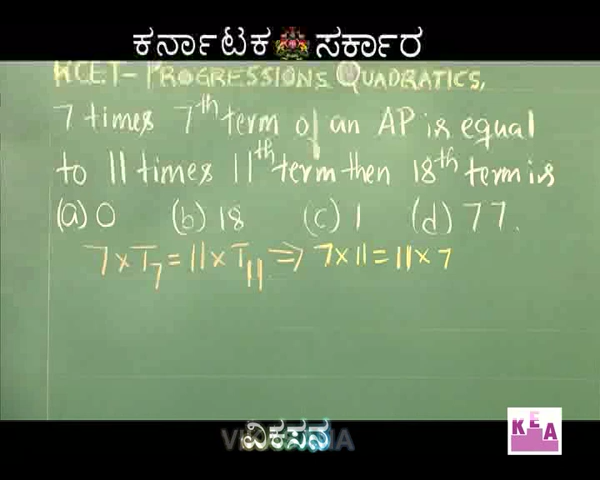 ಕರ್ನಾಟಕ ಸರ್ಕಾರ
KCET - PROGRESSIONS, QUADRATICS,
7 times 7th term of an AP is equal
to 11 times 11th term then 18th term is
(a) 0 (b) 18 (c) 1 (d) 77.
7 × T7 = 11 × T11 ⇒ 7 × 11 = 11 × 7
ವಿಕಸನ
KEA